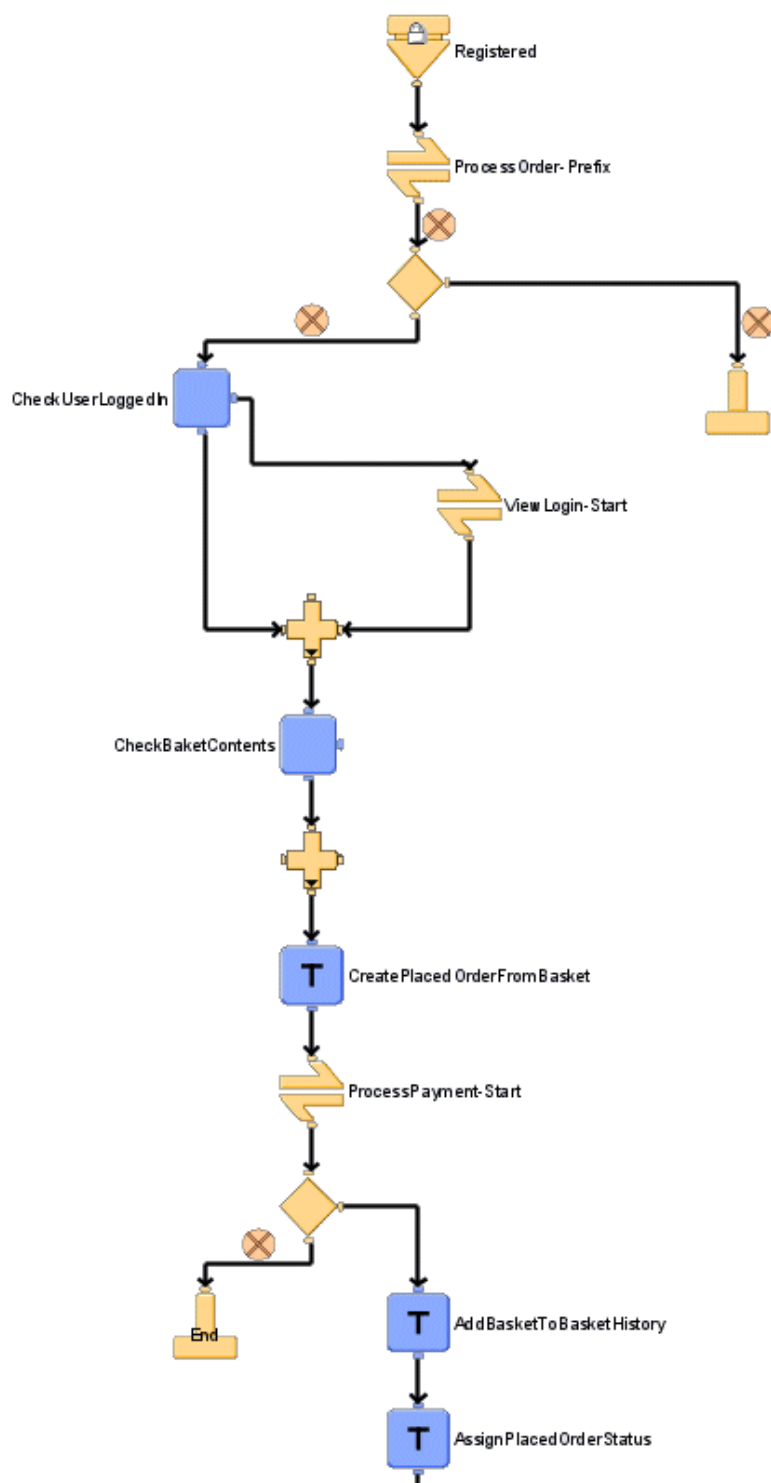 Registered
ProcessOrder-Prefix
CheckUserLoggedIn
ViewLogin-Start
CheckBaketContents
T
CreatePlacedOrderFromBasket
ProcessPayment-Start
T
AddBasketToBasketHistory
End
T
AssignPlacedOrderStatus